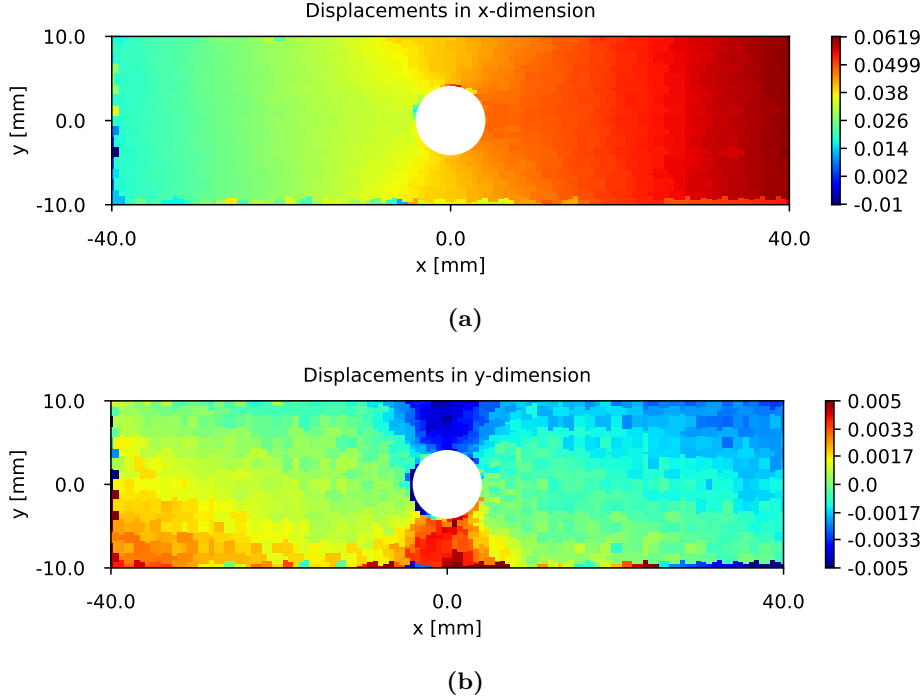 Displacements in x-dimension
10.0
0.0
-10.0
y [mm]
-40.0 0.0 40.0
x [mm]
0.0619
0.0499
0.038
0.026
0.014
0.002
-0.01
(a)
Displacements in y-dimension
10.0
0.0
-10.0
y [mm]
-40.0 0.0 40.0
x [mm]
0.005
0.0033
0.0017
0.0
-0.0017
-0.0033
-0.005
(b)